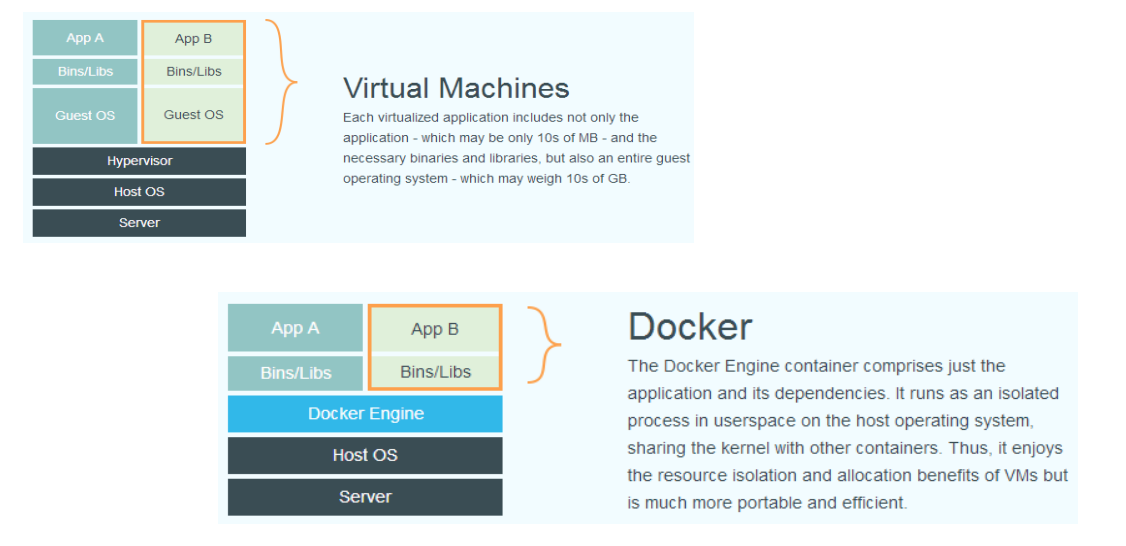 App A App B
Bins/Libs Bins/Libs
Guest OS Guest OS
Hypervisor
Host OS
Server
Virtual Machines
Each virtualized application includes not only the
application - which may be only 10s of MB - and the
necessary binaries and libraries, but also an entire guest
operating system - which may weigh 10s of GB.
App A App B
Bins/Libs Bins/Libs
Docker Engine
Host OS
Server
Docker
The Docker Engine container comprises just the
application and its dependencies. It runs as an isolated
process in userspace on the host operating system,
sharing the kernel with other containers. Thus, it enjoys
the resource isolation and allocation benefits of VMs but
is much more portable and efficient.